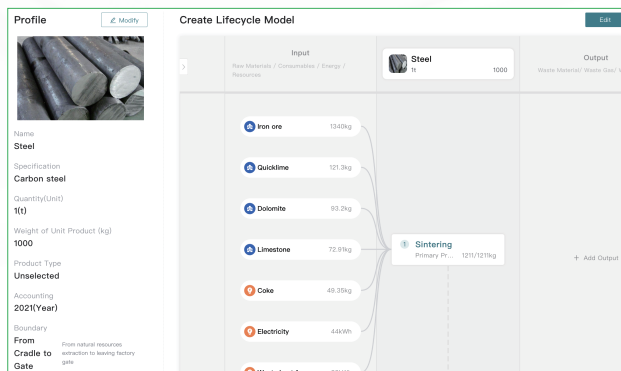 Profile
Modify
Create Lifecycle Model
Edit
Input
Raw Materials / Consumables / Energy /
Resources
Steel
1t
1000
Output
Waste Material/ Waste Gas/
Name
Steel
Specification
Carbon steel
Quantity(Unit)
1(t)
Weight of Unit Product (kg)
1000
Product Type
Unselected
Accounting
2021(Year)
Boundary
From
Cradle to
Gate
From natural resources
extraction to leaving factory
gate
Iron ore 1340kg
Quicklime 121.3kg
Dolomite 93.2kg
Limestone 72.91kg
Coke 49.39kg
Electricity 44kWh
1 Sintering
Primary Pr... 1211/1211kg
+ Add Output